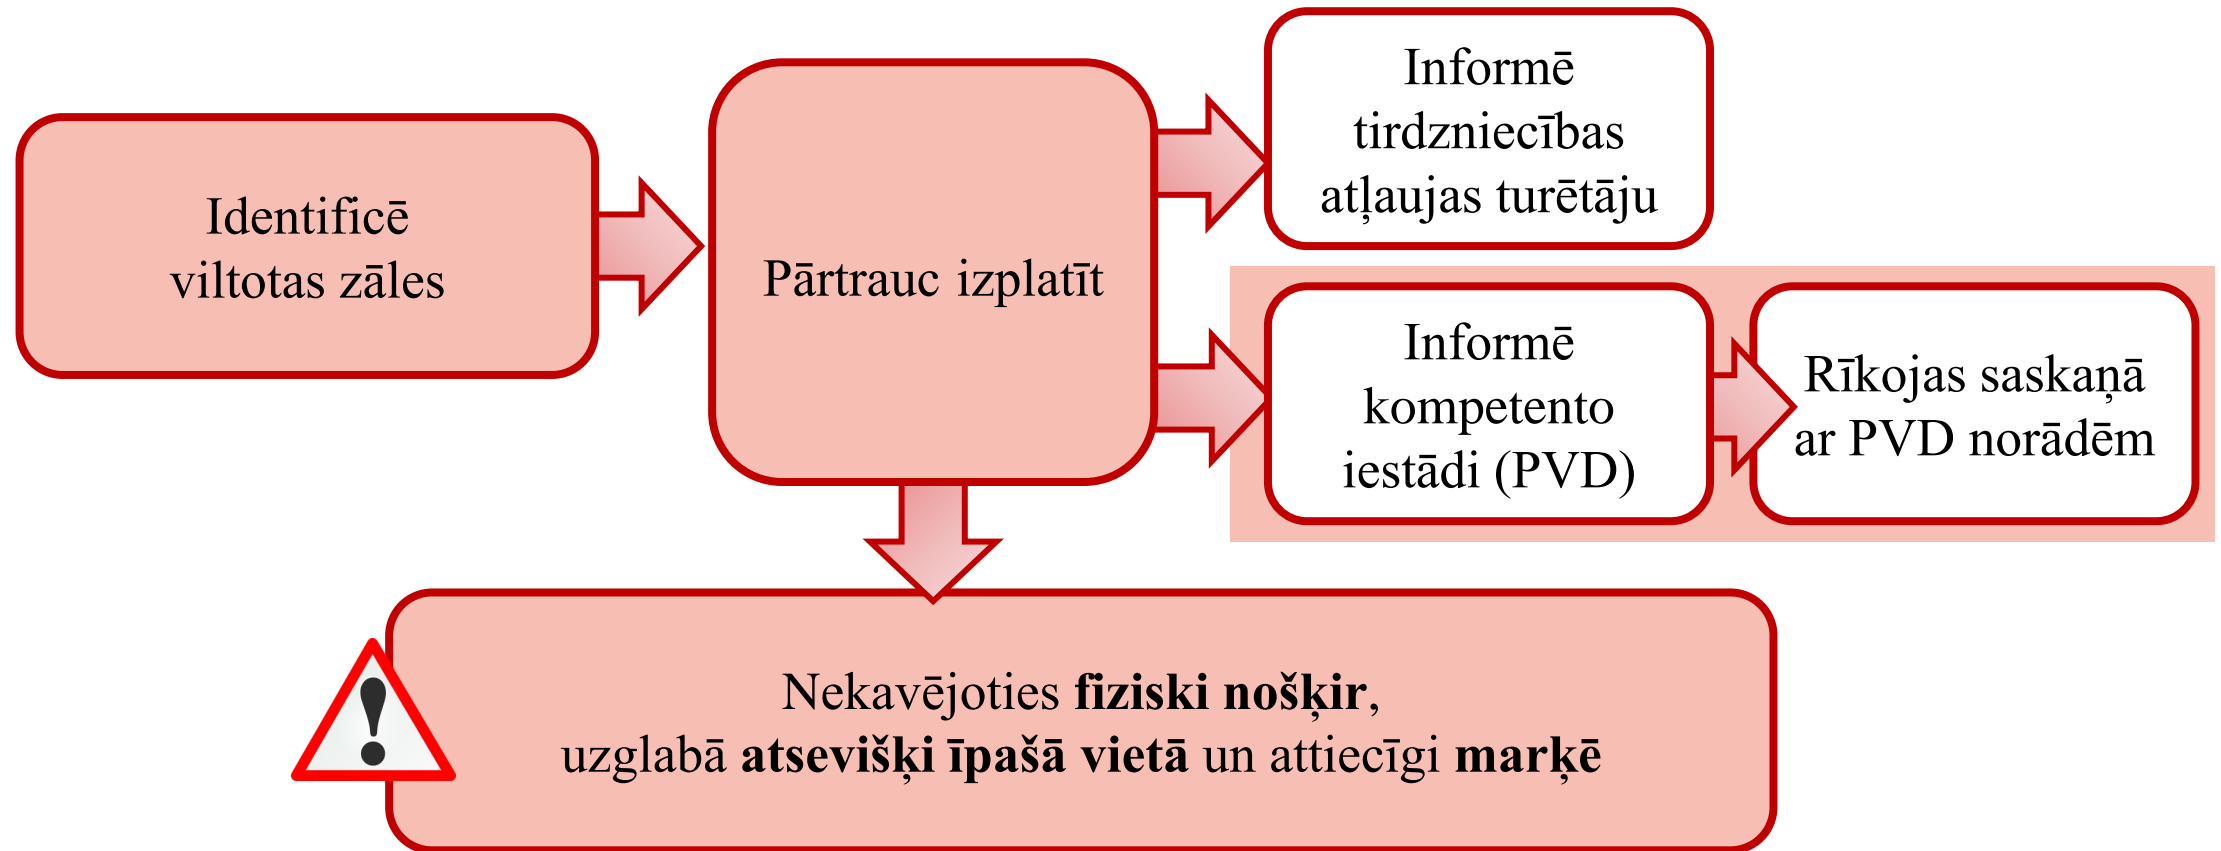 Identificē
viltotas zāles
Pārtrauc izplatīt
Informē
tirdzniecības
atļaujas turētāju
Informē
kompetento
iestādi (PVD)
Rīkojas saskaņā
ar PVD norādēm
Nekavējoties fiziski nošķir,
uzglabā atsevišķi īpašā vietā un attiecīgi marķē